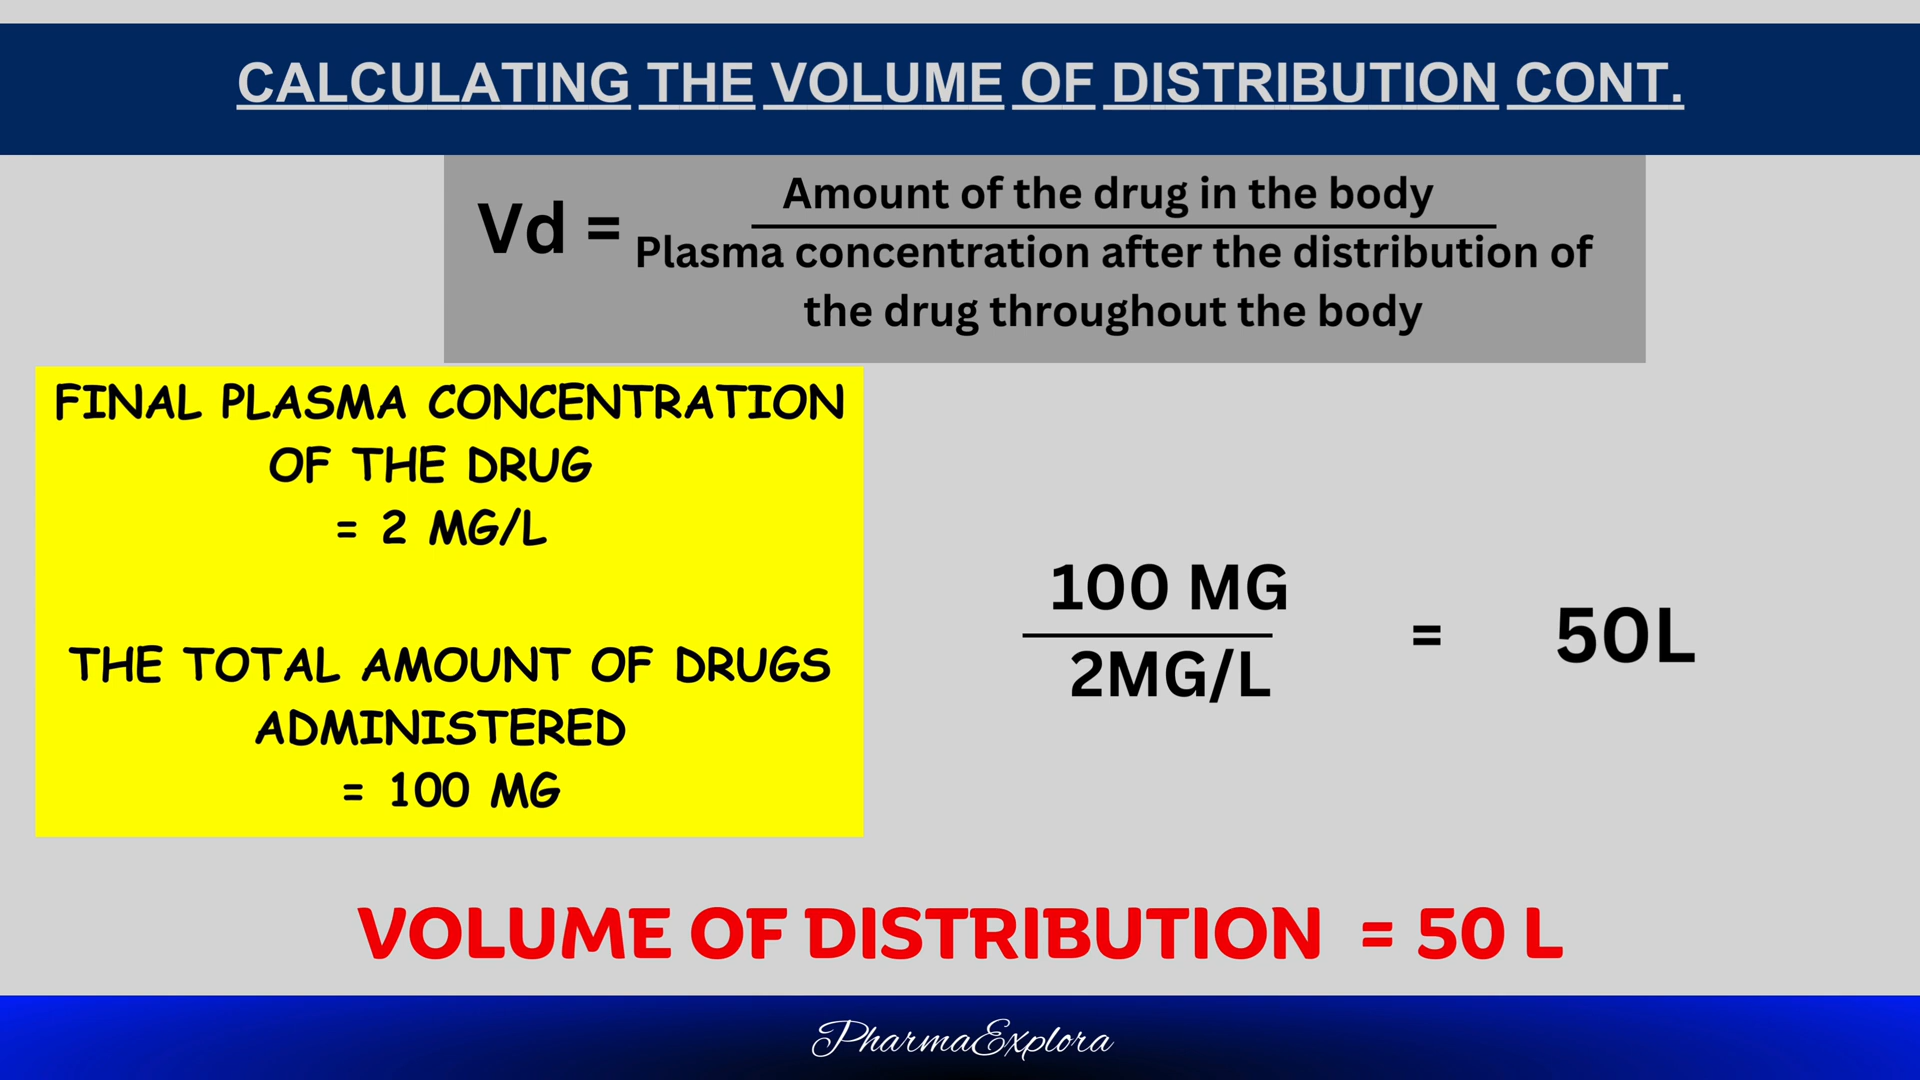 CALCULATING THE VOLUME OF DISTRIBUTION CONT.
Vd =
Amount of the drug in the body
Plasma concentration after the distribution of
the drug throughout the body
FINAL PLASMA CONCENTRATION
OF THE DRUG
= 2 MG/L
THE TOTAL AMOUNT OF DRUGS
ADMINISTERED
= 100 MG
100 MG
2MG/L
=
50L
VOLUME OF DISTRIBUTION = 50 L
PharmaExplora